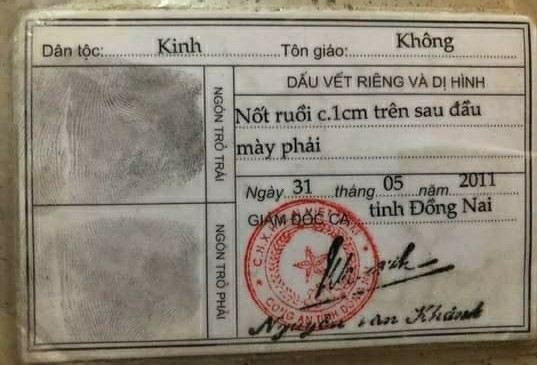 Dân tộc: Kinh Tôn giáo: Không
DẤU VẾT RIÊNG VÀ DỊ HÌNH
NGÓN TRỎ TRÁI
Nốt ruồi c.1cm trên sau đầu
mày phải
Ngày 31 tháng 05 năm 2011
GIÁM ĐỐC CA tỉnh Đồng Nai
NGÓN TRỎ PHẢI
CÔNG AN TỈNH
Nguyễn Văn Khánh